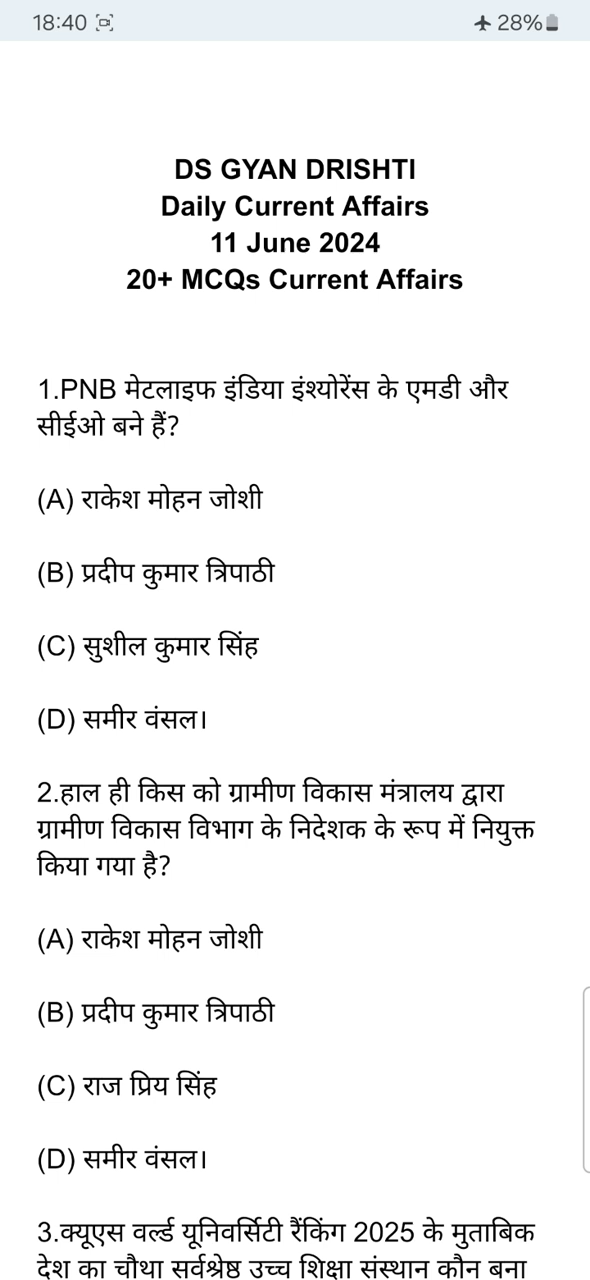 18:40
28%
DS GYAN DRISHTI
Daily Current Affairs
11 June 2024
20+ MCQs Current Affairs
1.PNB मेटलाइफ इंडिया इंश्योरेंस के एमडी और
सीईओ बने हैं?
(A) राकेश मोहन जोशी
(B) प्रदीप कुमार त्रिपाठी
(C) सुशील कुमार सिंह
(D) समीर वंसल।
2.हाल ही किस को ग्रामीण विकास मंत्रालय द्वारा
ग्रामीण विकास विभाग के निदेशक के रूप में नियुक्त
किया गया है?
(A) राकेश मोहन जोशी
(B) प्रदीप कुमार त्रिपाठी
(C) राज प्रिय सिंह
(D) समीर वंसल।
3.क्यूएस वर्ल्ड यूनिवर्सिटी रैंकिंग 2025 के मुताबिक
देश का चौथा सर्वश्रेष्ठ उच्च शिक्षा संस्थान कौन बना